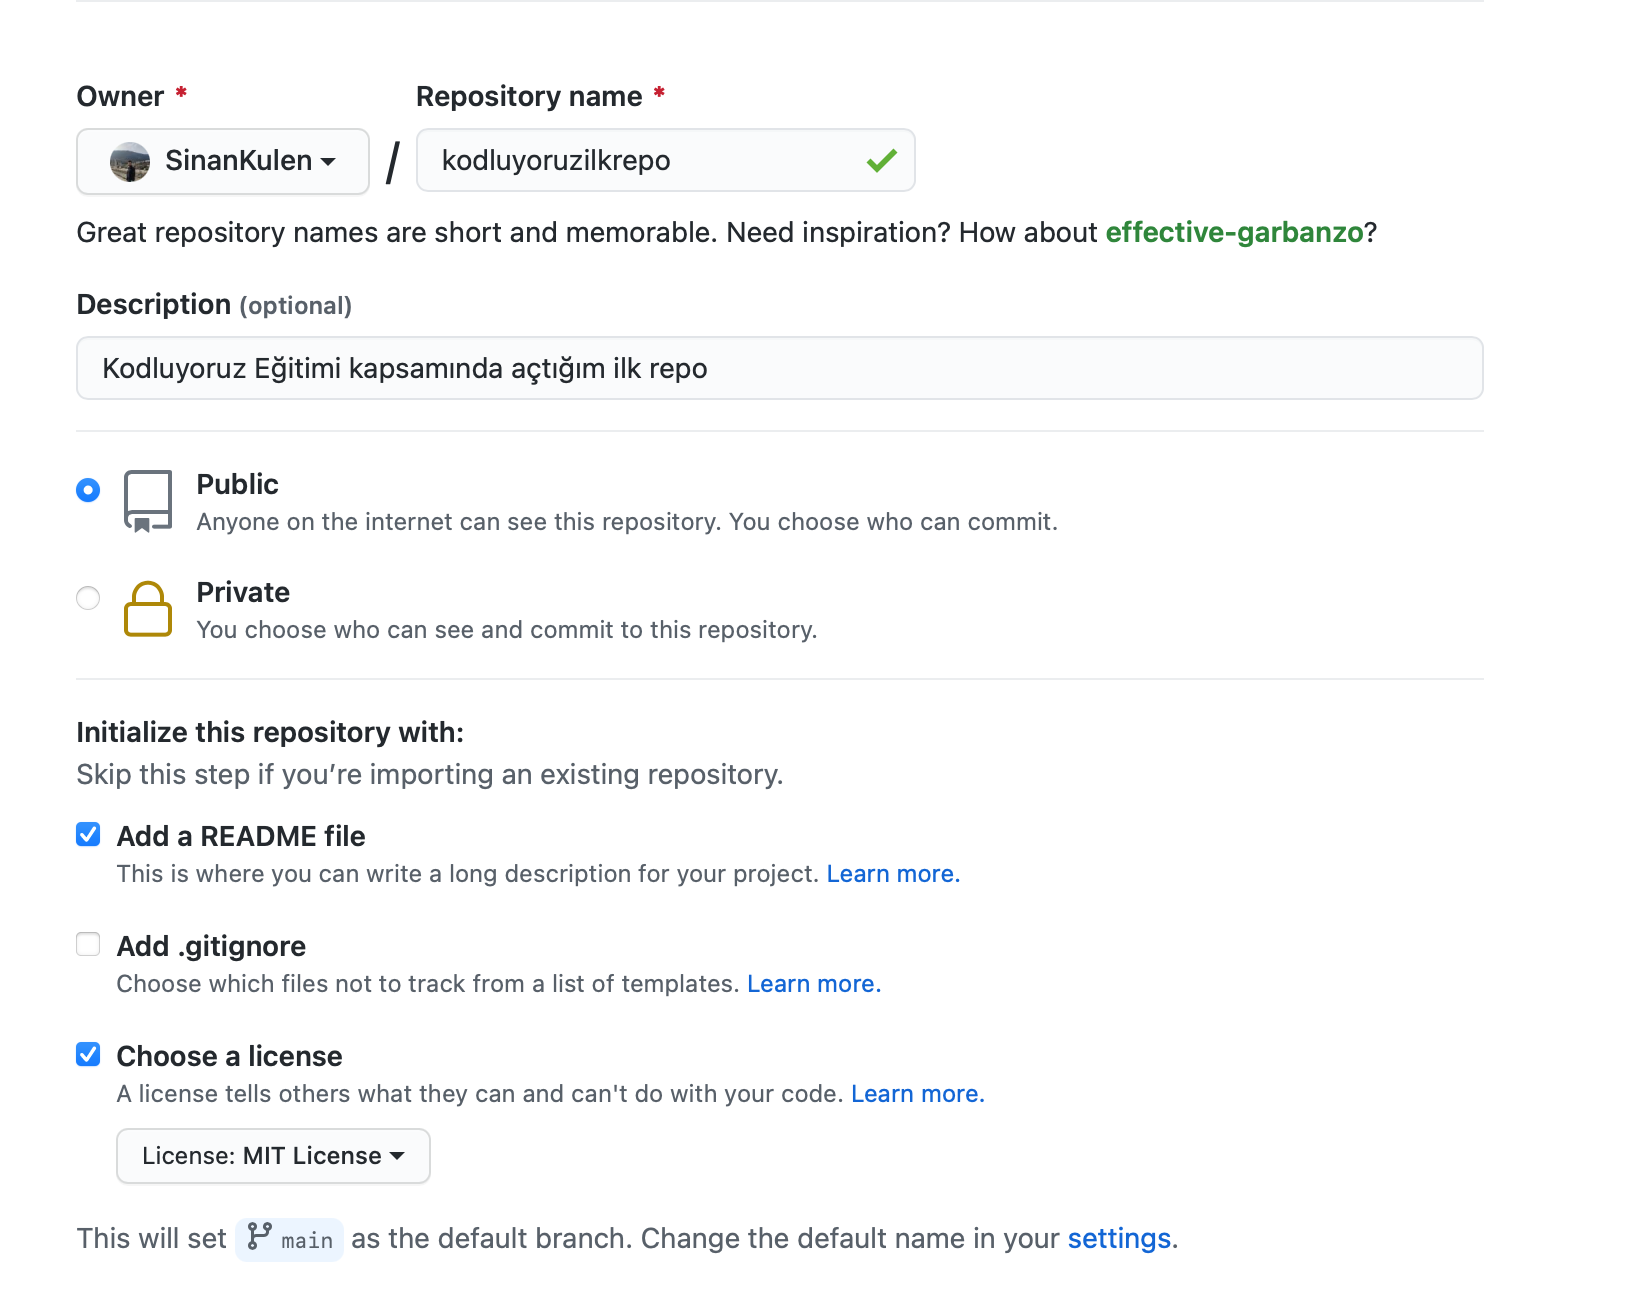 Owner *
Repository name *
SinanKulen / kodluyoruzilkrepo
Great repository names are short and memorable. Need inspiration? How about effective-garbanzo?
Description (optional)
Kodluyoruz Eğitimi kapsamında açtığım ilk repo
Public
Anyone on the internet can see this repository. You choose who can commit.
Private
You choose who can see and commit to this repository.
Initialize this repository with:
Skip this step if you’re importing an existing repository.
Add a README file
This is where you can write a long description for your project. Learn more.
Add .gitignore
Choose which files not to track from a list of templates. Learn more.
Choose a license
A license tells others what they can and can't do with your code. Learn more.
License: MIT License
This will set main as the default branch. Change the default name in your settings.